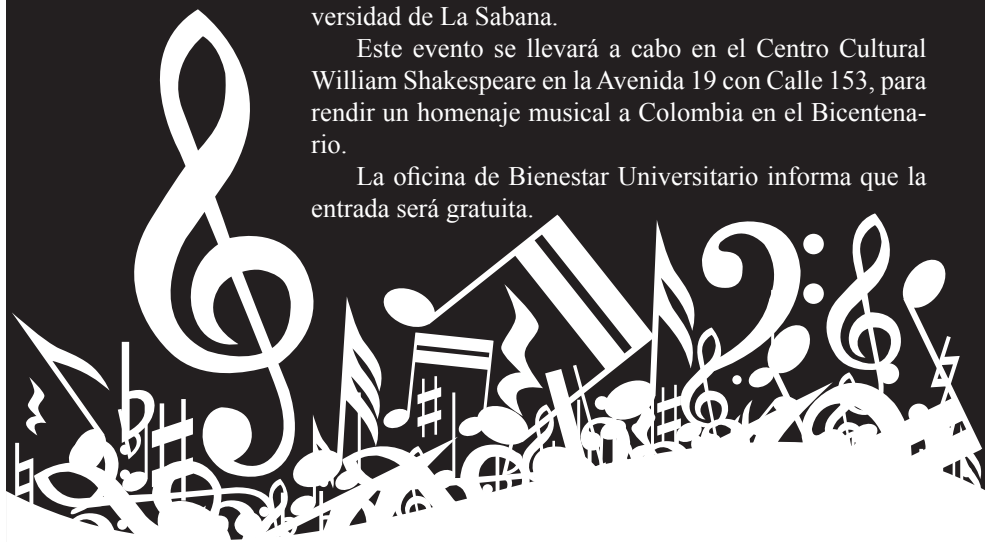 versidad de La Sabana.
Este evento se llevará a cabo en el Centro Cultural
William Shakespeare en la Avenida 19 con Calle 153, para
rendir un homenaje musical a Colombia en el Bicentena-
rio.
La oficina de Bienestar Universitario informa que la
entrada será gratuita.